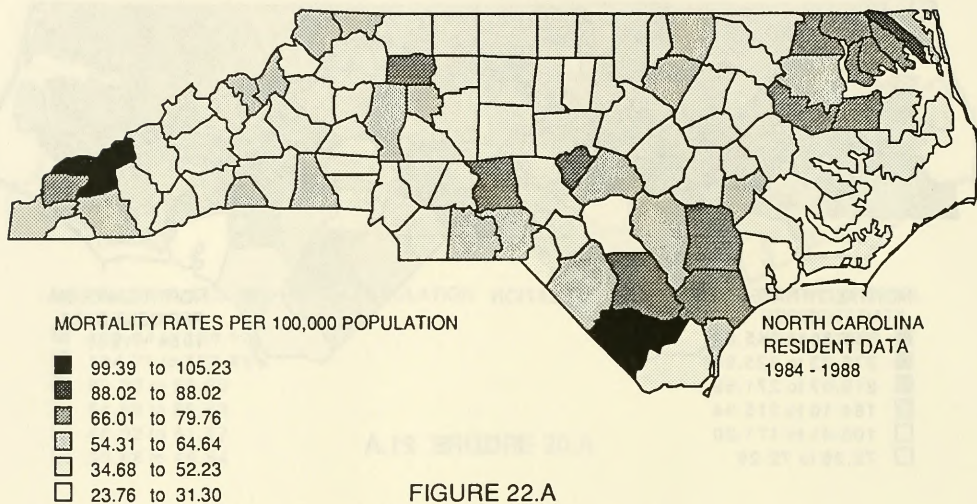 MORTALITY RATES PER 100,000 POPULATION
99.39 to 105.23
88.02 to 88.02
66.01 to 79.76
54.31 to 64.64
34.68 to 52.23
23.76 to 31.30
NORTH CAROLINA
RESIDENT DATA
1984 - 1988
FIGURE 22.A